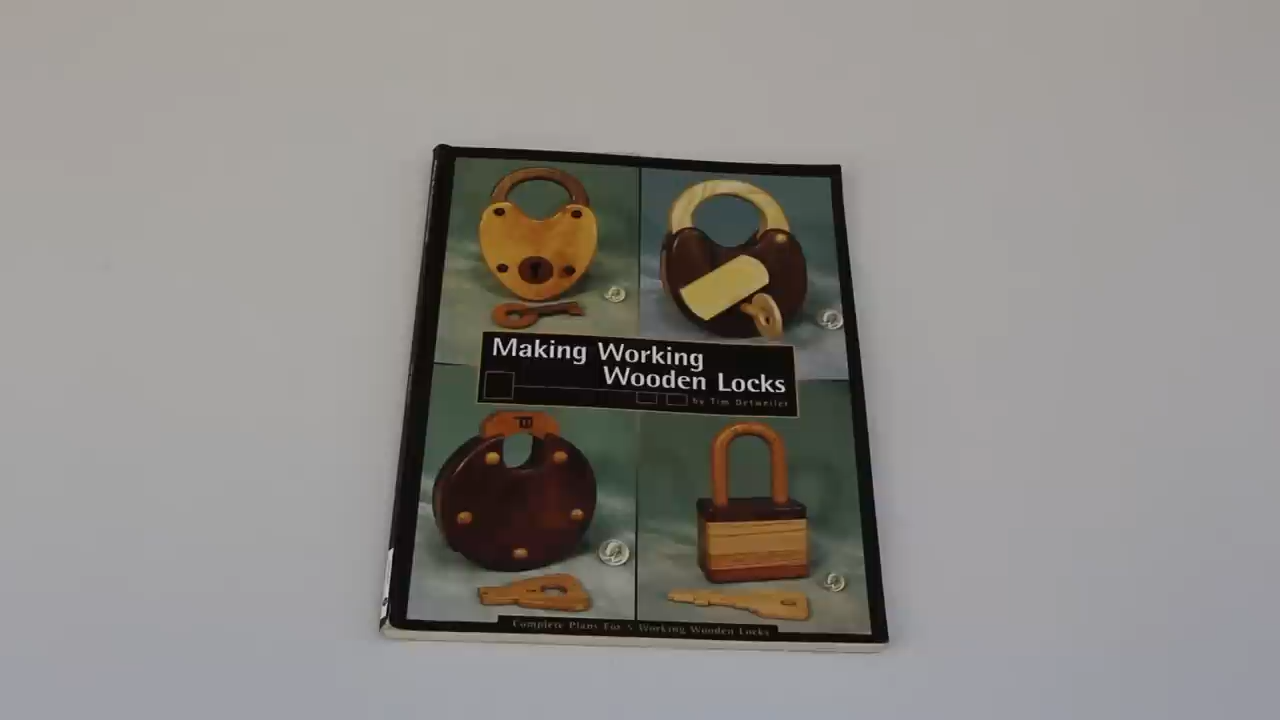 Making Working
Wooden Locks
by Tim Detweiler
Complete Plans For 5 Working Wooden Locks